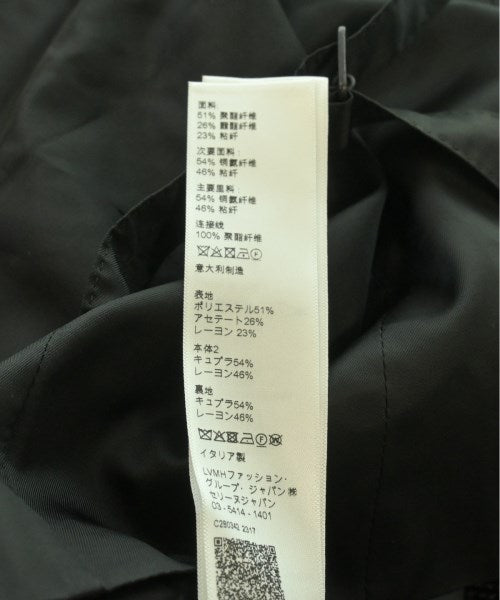 面料:
51% 聚酯纤维
26% 醋酯纤维
23% 粘纤
次要面料:
54% 铜氨纤维
46% 粘纤
主要里料:
54% 铜氨纤维
46% 粘纤
连接线
100% 聚酯纤维
意大利制造
表地
ポリエステル51%
アセテート26%
レーヨン 23%
本体2
キュプラ54%
レーヨン46%
裏地
キュプラ54%
レーヨン46%
イタリア製
LVMHファッション・
グループ・ジャパン㈱
セリーヌジャパン
03-5414-1401
C280342 2317